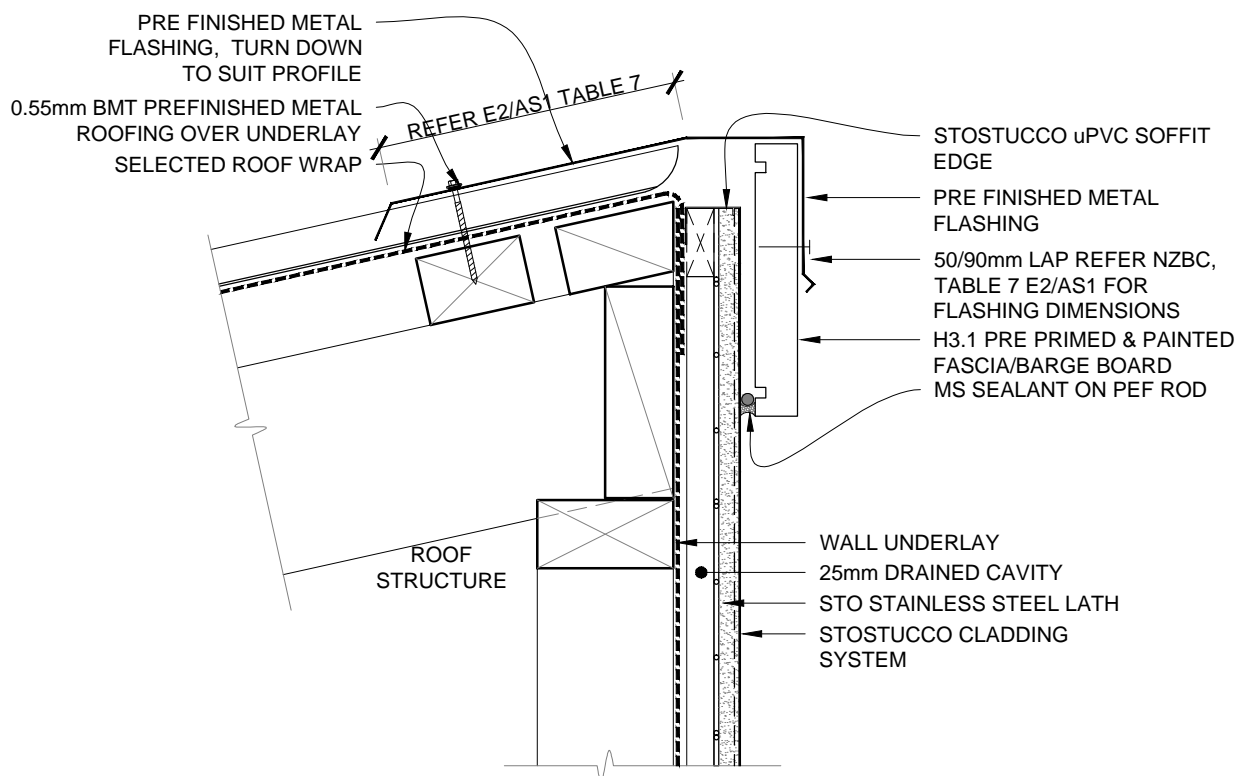 PRE FINISHED METAL
FLASHING, TURN DOWN
TO SUIT PROFILE
0.55mm BMT PREFINISHED METAL
ROOFING OVER UNDERLAY
SELECTED ROOF WRAP
REFER E2/AS1 TABLE 7
STOSTUCCO uPVC SOFFIT
EDGE
PRE FINISHED METAL
FLASHING
50/90mm LAP REFER NZBC,
TABLE 7 E2/AS1 FOR
FLASHING DIMENSIONS
H3.1 PRE PRIMED & PAINTED
FASCIA/BARGE BOARD
MS SEALANT ON PEF ROD
ROOF
STRUCTURE
WALL UNDERLAY
25mm DRAINED CAVITY
STO STAINLESS STEEL LATH
STOSTUCCO CLADDING
SYSTEM